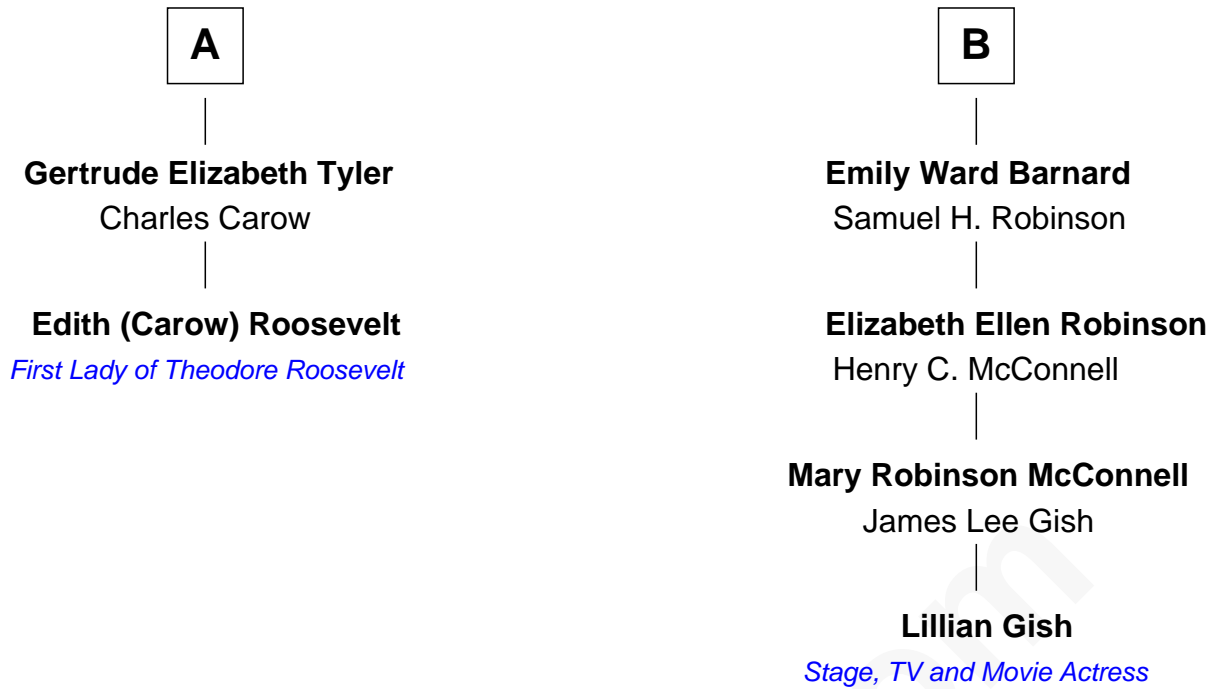 A
Gertrude Elizabeth Tyler
Charles Carow
Edith (Carow) Roosevelt
First Lady of Theodore Roosevelt
B
Emily Ward Barnard
Samuel H. Robinson
Elizabeth Ellen Robinson
Henry C. McConnell
Mary Robinson McConnell
James Lee Gish
Lillian Gish
Stage, TV and Movie Actress